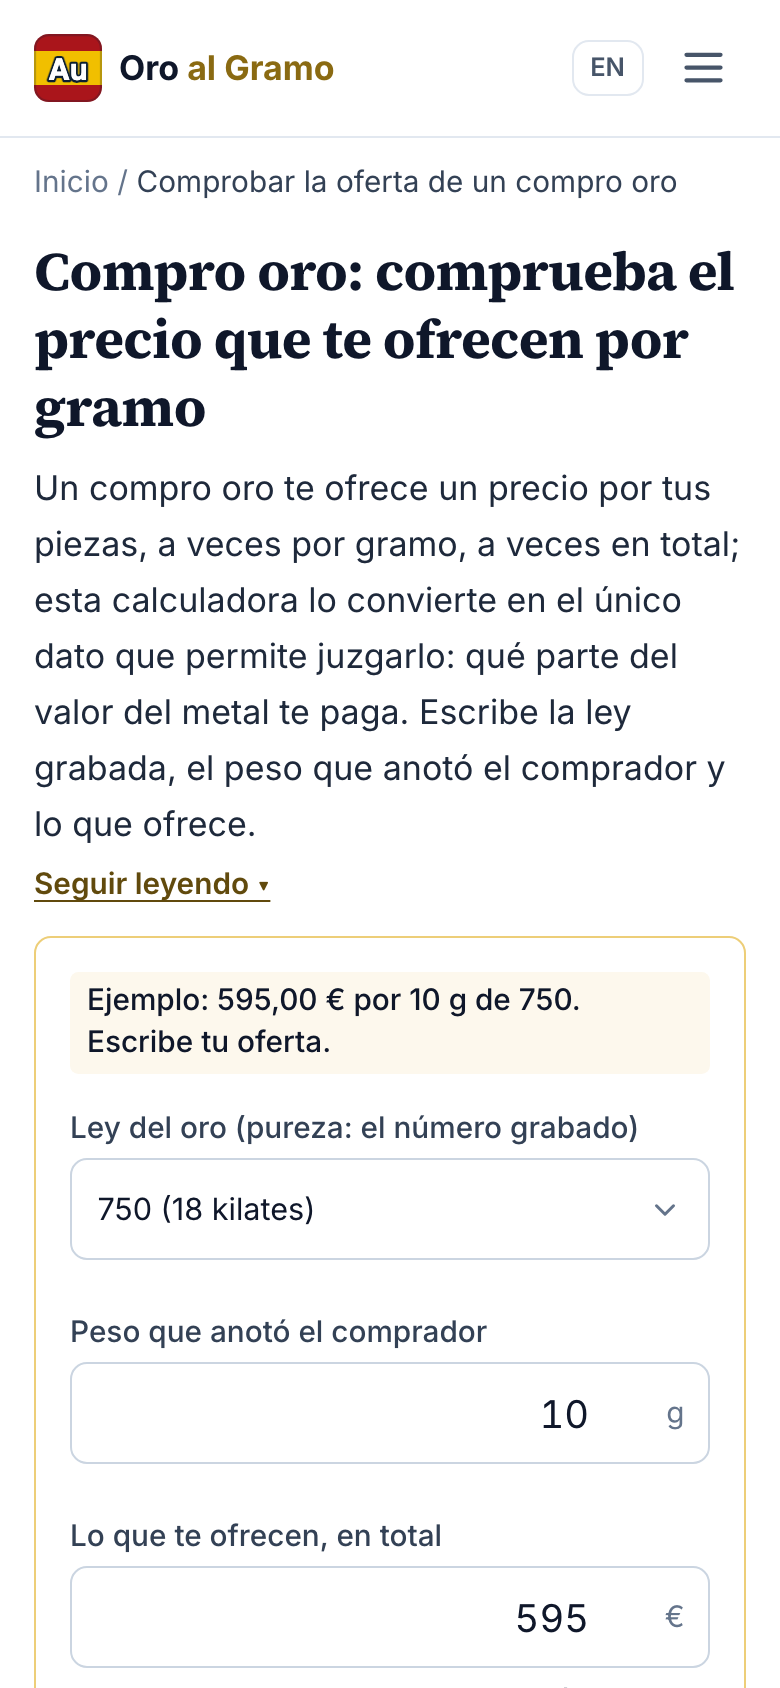 Au Oro al Gramo EN
Inicio / Comprobar la oferta de un compro oro
Compro oro: comprueba el
precio que te ofrecen por
gramo
Un compro oro te ofrece un precio por tus
piezas, a veces por gramo, a veces en total;
esta calculadora lo convierte en el único
dato que permite juzgarlo: qué parte del
valor del metal te paga. Escribe la ley
grabada, el peso que anotó el comprador y
lo que ofrece.
Seguir leyendo ▾
Ejemplo: 595,00 € por 10 g de 750.
Escribe tu oferta.
Ley del oro (pureza: el número grabado)
750 (18 kilates)
Peso que anotó el comprador
10 g
Lo que te ofrecen, en total
595 €